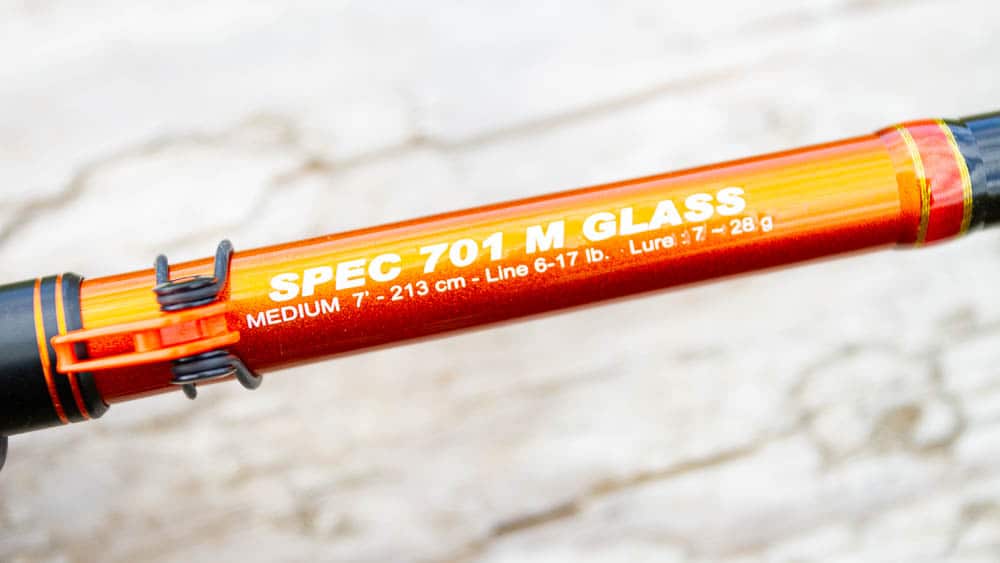 SPEC 701 M GLASS
MEDIUM 7' - 213 cm - Line 6-17 lb. Lure : 7 ~ 28 g